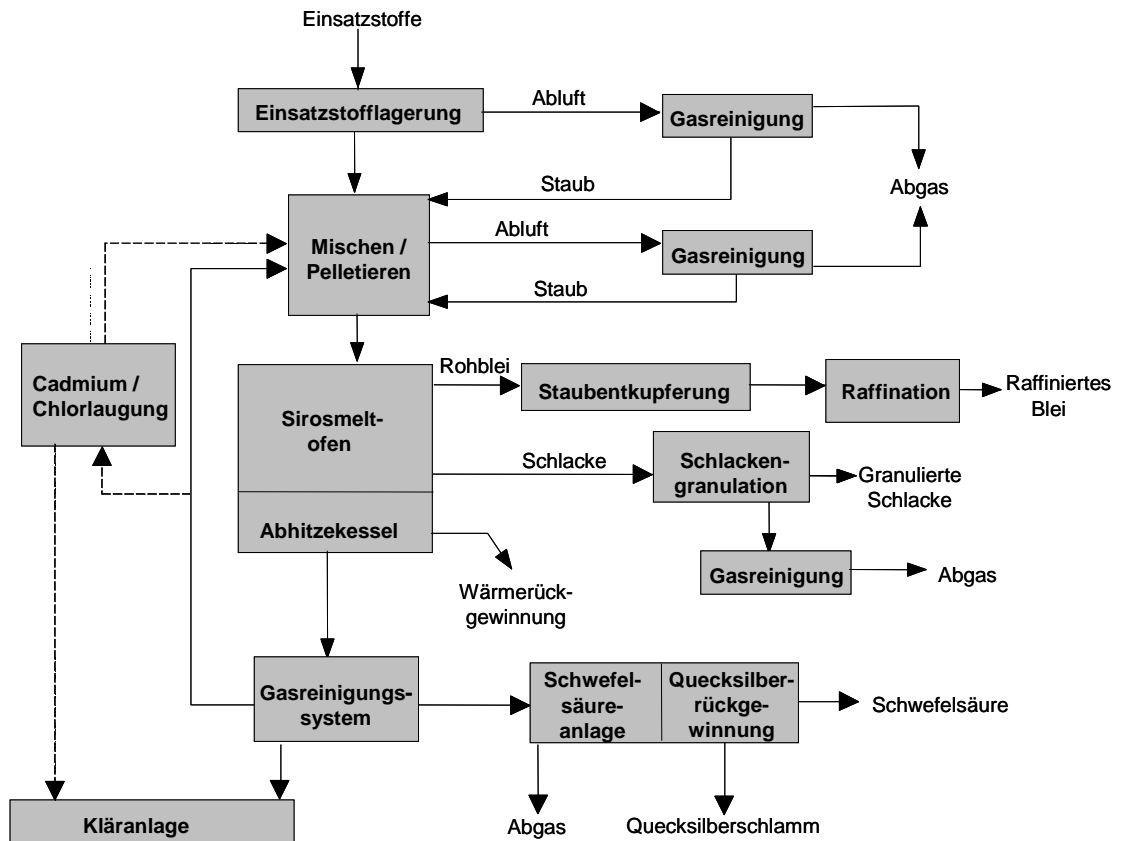 Einsatzstoffe
Einsatzstofflagerung
Abluft
Gasreinigung
Staub
Abgas
Mischen /
Pelletieren
Abluft
Gasreinigung
Staub
Cadmium /
Chlorlaugung
Sirosmelt-
ofen
Rohblei
Staubentkupferung
Raffination
Raffiniertes
Blei
Schlacke
Schlacken-
granulation
Granulierte
Schlacke
Abhitzekessel
Gasreinigung
Abgas
Wärmerück-
gewinnung
Gasreinigungs-
system
Schwefel-
säure-
anlage
Quecksilber-
rückge-
winnung
Schwefelsäure
Kläranlage
Abgas
Quecksilberschlamm